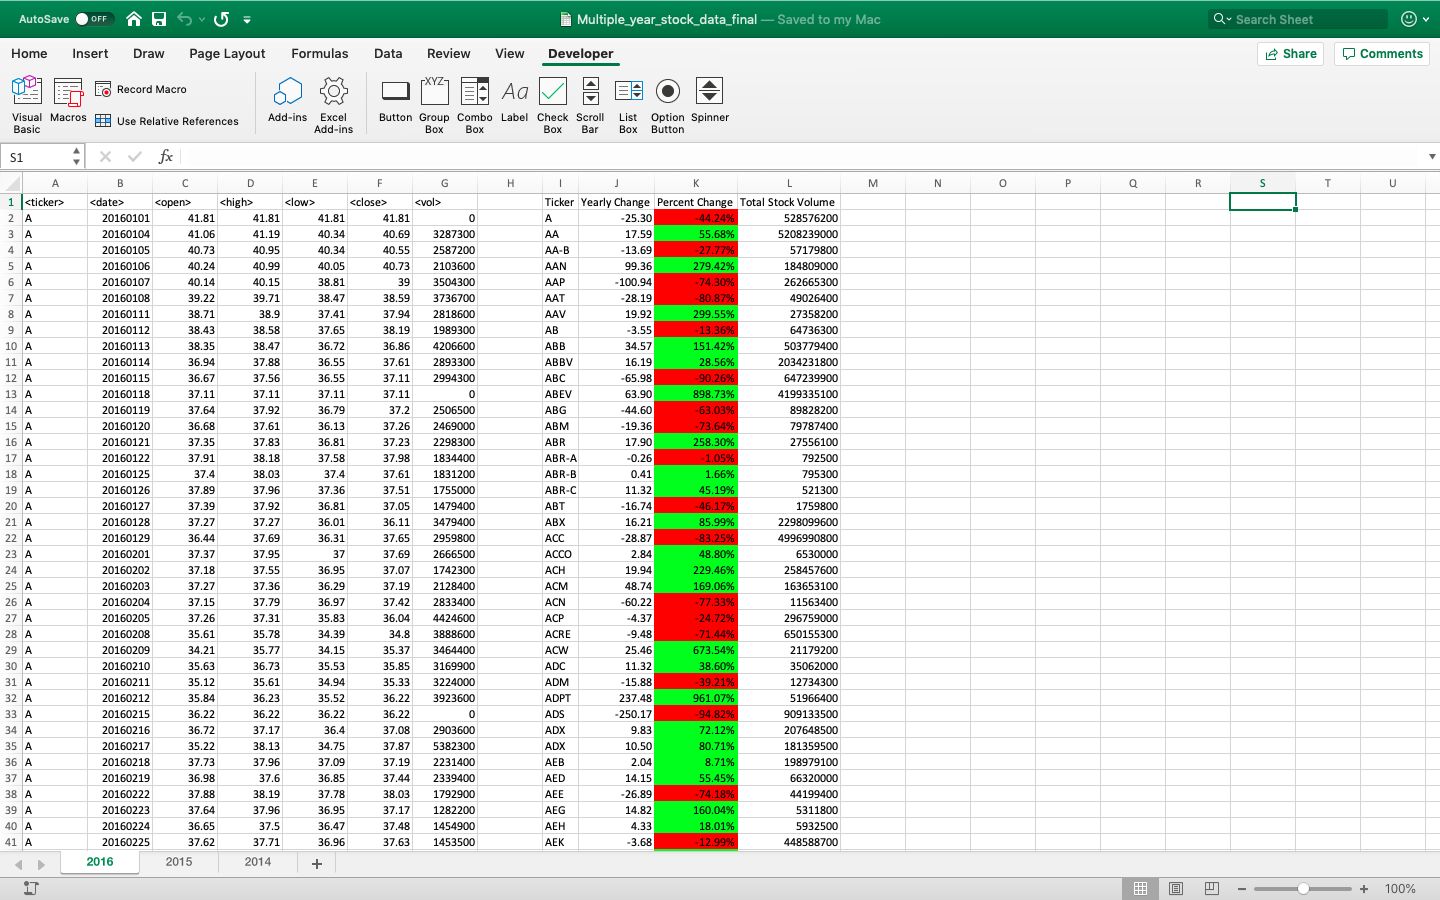 AutoSave OFF Multiple_year_stock_data_final — Saved to my Mac Search Sheet
Home Insert Draw Page Layout Formulas Data Review View Developer Share Comments
Visual Basic Macros Record Macro Use Relative References Add-ins Excel Add-ins Button Group Box Combo Box Label Check Box Scroll Bar List Box Option Button Spinner
S1 fx
A B C D E F G H I J K L M N O P Q R S T U
1 <ticker> <date> <open> <high> <low> <close> <vol> Ticker Yearly Change Percent Change Total Stock Volume
2 A 20160101 41.81 41.81 41.81 41.81 0 A -25.30 -44.24% 528576200
3 A 20160104 41.06 41.19 40.34 40.69 3287300 AA 17.59 55.68% 5208239000
4 A 20160105 40.73 40.95 40.34 40.55 2587200 AA-B -13.69 -27.77% 57179800
5 A 20160106 40.24 40.99 40.05 40.73 2103600 AAN 99.36 279.42% 184809000
6 A 20160107 40.14 40.15 38.81 39 3504300 AAP -100.94 -74.30% 262665300
7 A 20160108 39.22 39.71 38.47 38.59 3736700 AAT -28.19 -80.87% 49026400
8 A 20160111 38.71 38.9 37.41 37.94 2818600 AAV 19.92 299.55% 27358200
9 A 20160112 38.43 38.58 37.65 38.19 1989300 AB -3.55 -13.36% 64736300
10 A 20160113 38.35 38.47 36.72 36.86 4206600 ABB 34.57 151.42% 503779400
11 A 20160114 36.94 37.88 36.55 37.61 2893300 ABBV 16.19 28.56% 2034231800
12 A 20160115 36.67 37.56 36.55 37.11 2994300 ABC -65.98 -90.26% 647239900
13 A 20160118 37.11 37.11 37.11 37.11 0 ABEV 63.90 898.73% 4199335100
14 A 20160119 37.64 37.92 36.79 37.2 2506500 ABG -44.60 -63.03% 89828200
15 A 20160120 36.68 37.61 36.13 37.26 2469000 ABM -19.36 -73.64% 79787400
16 A 20160121 37.35 37.83 36.81 37.23 2298300 ABR 17.90 258.30% 27556100
17 A 20160122 37.91 38.18 37.58 37.98 1834400 ABR-A -0.26 -1.05% 792500
18 A 20160125 37.4 38.03 37.4 37.61 1831200 ABR-B 0.41 1.66% 795300
19 A 20160126 37.89 37.96 37.36 37.51 1755000 ABR-C 11.32 45.19% 521300
20 A 20160127 37.39 37.92 36.81 37.05 1479400 ABT -16.74 -46.17% 1759800
21 A 20160128 37.27 37.27 36.01 36.11 3479400 ABX 16.21 85.99% 2298099600
22 A 20160129 36.44 37.69 36.31 37.65 2959800 ACC -28.87 -83.25% 4996990800
23 A 20160201 37.37 37.95 37 37.69 2666500 ACCO 2.84 48.80% 6530000
24 A 20160202 37.18 37.55 36.95 37.07 1742300 ACH 19.94 229.46% 258457600
25 A 20160203 37.27 37.36 36.29 37.19 2128400 ACM 48.74 169.06% 163653100
26 A 20160204 37.15 37.79 36.97 37.42 2833400 ACN -60.22 -77.33% 11563400
27 A 20160205 37.26 37.31 35.83 36.04 4424600 ACP -4.37 -24.72% 296759000
28 A 20160208 35.61 35.78 34.39 34.8 3888600 ACRE -9.48 -71.44% 650155300
29 A 20160209 34.21 35.77 34.15 35.37 3464400 ACW 25.46 673.54% 21179200
30 A 20160210 35.63 36.73 35.53 35.85 3169900 ADC 11.32 38.60% 35062000
31 A 20160211 35.12 35.61 34.94 35.33 3224000 ADM -15.88 -39.21% 12734300
32 A 20160212 35.84 36.23 35.52 36.22 3923600 ADPT 237.48 961.07% 51966400
33 A 20160215 36.22 36.22 36.22 36.22 0 ADS -250.17 -94.82% 909133500
34 A 20160216 36.72 37.17 36.4 37.08 2903600 ADX 9.83 72.12% 207648500
35 A 20160217 35.22 38.13 34.75 37.87 5382300 ADX 10.50 80.71% 181359500
36 A 20160218 37.73 37.96 37.09 37.19 2231400 AEB 2.04 8.71% 198979100
37 A 20160219 36.98 37.6 36.85 37.44 2339400 AED 14.15 55.45% 66320000
38 A 20160222 37.88 38.19 37.78 38.03 1792900 AEE -26.89 -74.18% 44199400
39 A 20160223 37.64 37.96 36.95 37.17 1282200 AEG 14.82 160.04% 5311800
40 A 20160224 36.65 37.5 36.47 37.48 1454900 AEH 4.33 18.01% 5932500
41 A 20160225 37.62 37.71 36.96 37.63 1453500 AEK -3.68 -12.99% 448588700
2016 2015 2014
100%